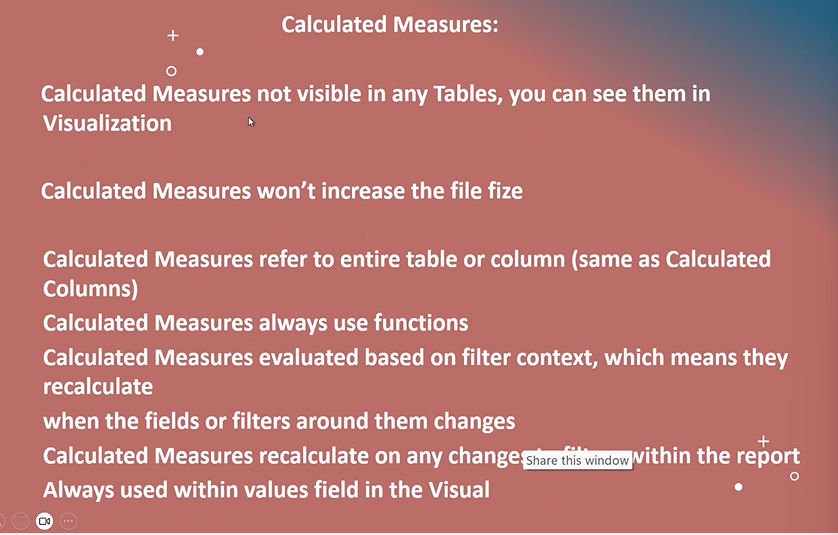 Calculated Measures:
Calculated Measures not visible in any Tables, you can see them in
Visualization
Calculated Measures won't increase the file fize
Calculated Measures refer to entire table or column (same as Calculated
Columns)
Calculated Measures always use functions
Calculated Measures evaluated based on filter context, which means they
recalculate
when the fields or filters around them changes
Calculated Measures recalculate on any changes within the report
Share this window
Always used within values field in the Visual